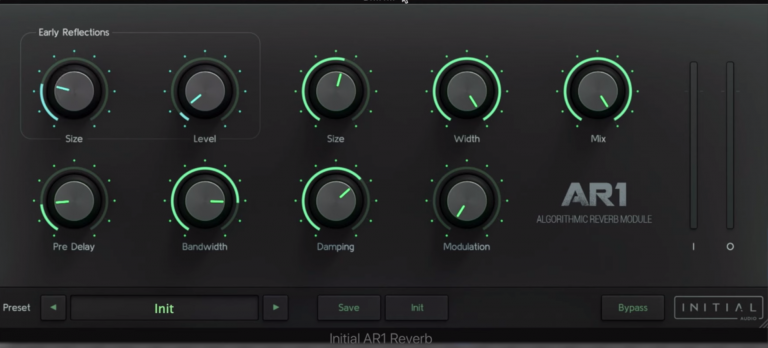 Early Reflections
Size
Level
Size
Width
Mix
Pre Delay
Bandwidth
Damping
Modulation
AR1
ALGORITHMIC REVERB MODULE
I
O
Preset
Init
Save
Init
Bypass
INITIAL
AUDIO
Initial AR1 Reverb